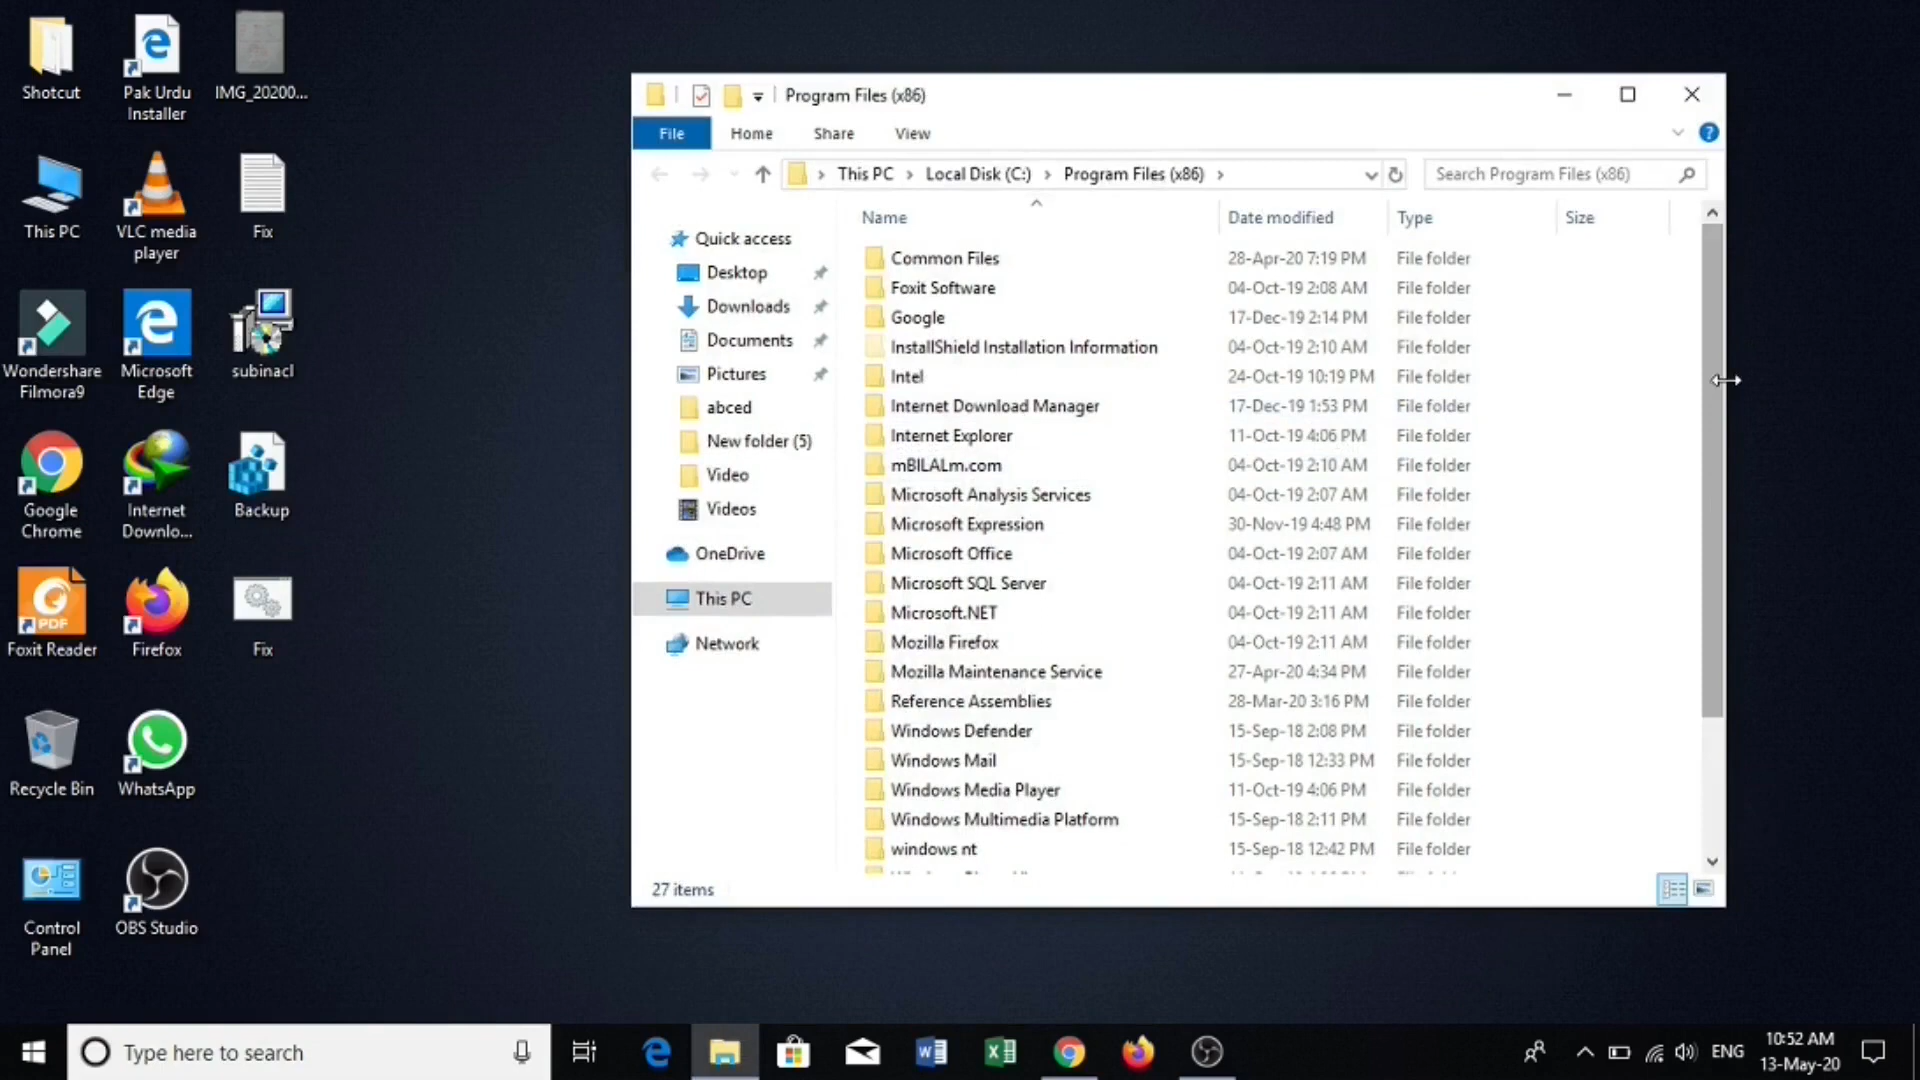 Shotcut
Pak Urdu
Installer
IMG_20200...
This PC
VLC media
player
Fix
Wondershare
Filmora9
Microsoft
Edge
subinacl
Google
Chrome
Internet
Downlo...
Backup
Foxit Reader
Firefox
Fix
Recycle Bin
WhatsApp
Control
Panel
OBS Studio
Program Files (x86)
File Home Share View
This PC Local Disk (C:) Program Files (x86)
Search Program Files (x86)
Quick access
Desktop
Downloads
Documents
Pictures
abced
New folder (5)
Video
Videos
OneDrive
This PC
Network
Name Date modified Type Size
Common Files 28-Apr-20 7:19 PM File folder
Foxit Software 04-Oct-19 2:08 AM File folder
Google 17-Dec-19 2:14 PM File folder
InstallShield Installation Information 04-Oct-19 2:10 AM File folder
Intel 24-Oct-19 10:19 PM File folder
Internet Download Manager 17-Dec-19 1:53 PM File folder
Internet Explorer 11-Oct-19 4:06 PM File folder
mBILALm.com 04-Oct-19 2:10 AM File folder
Microsoft Analysis Services 04-Oct-19 2:07 AM File folder
Microsoft Expression 30-Nov-19 4:48 PM File folder
Microsoft Office 04-Oct-19 2:07 AM File folder
Microsoft SQL Server 04-Oct-19 2:11 AM File folder
Microsoft.NET 04-Oct-19 2:11 AM File folder
Mozilla Firefox 04-Oct-19 2:11 AM File folder
Mozilla Maintenance Service 27-Apr-20 4:34 PM File folder
Reference Assemblies 28-Mar-20 3:16 PM File folder
Windows Defender 15-Sep-18 2:08 PM File folder
Windows Mail 15-Sep-18 12:33 PM File folder
Windows Media Player 11-Oct-19 4:06 PM File folder
Windows Multimedia Platform 15-Sep-18 2:11 PM File folder
windows nt 15-Sep-18 12:42 PM File folder
27 items
Type here to search
ENG
10:52 AM
13-May-20